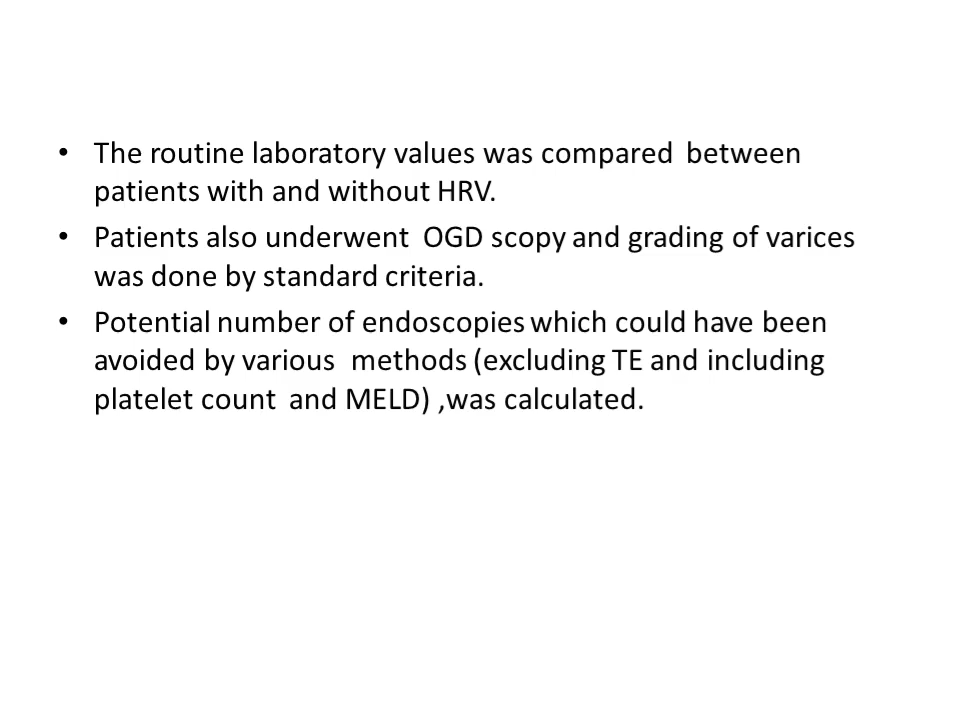 • The routine laboratory values was compared between
patients with and without HRV.
• Patients also underwent OGD scopy and grading of varices
was done by standard criteria.
• Potential number of endoscopies which could have been
avoided by various methods (excluding TE and including
platelet count and MELD) ,was calculated.